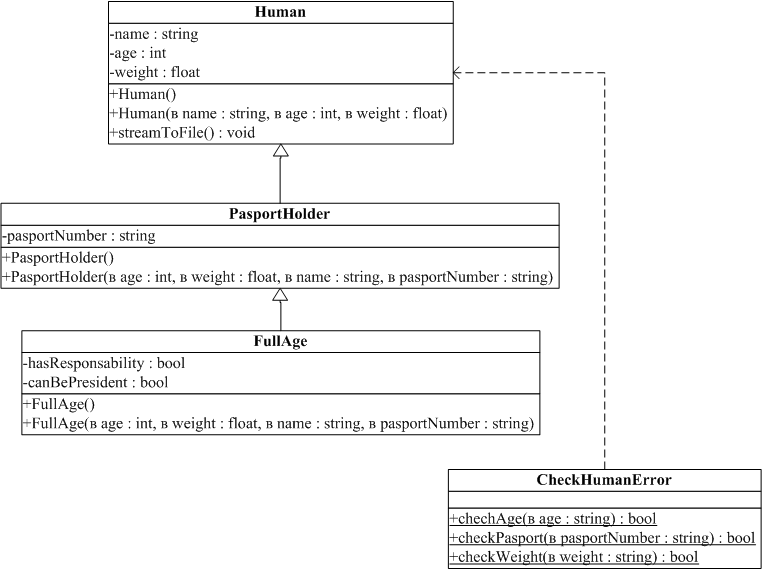 Human
-name : string
-age : int
-weight : float
+Human()
+Human(в name : string, в age : int, в weight : float)
+streamToFile() : void
PasportHolder
-pasportNumber : string
+PasportHolder()
+PasportHolder(в age : int, в weight : float, в name : string, в pasportNumber : string)
FullAge
-hasResponsability : bool
-canBePresident : bool
+FullAge()
+FullAge(в age : int, в weight : float, в name : string, в pasportNumber : string)
CheckHumanError
+chechAge(в age : string) : bool
+checkPasport(в pasportNumber : string) : bool
+checkWeight(в weight : string) : bool